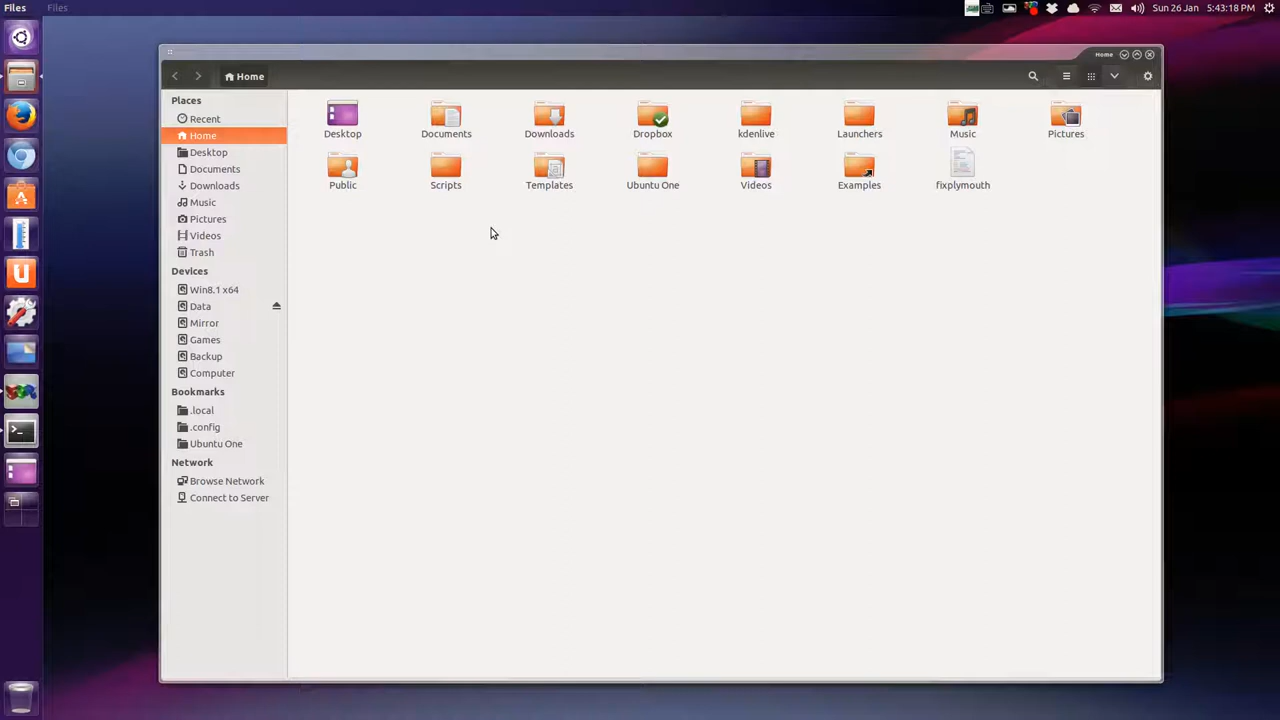 Files
Files
Sun 26 Jan
5:43:18 PM
Home
Home
Places
Recent
Home
Desktop
Documents
Downloads
Music
Pictures
Videos
Trash
Devices
Win8.1 x64
Data
Mirror
Games
Backup
Computer
Bookmarks
.local
.config
Ubuntu One
Network
Browse Network
Connect to Server
Desktop
Documents
Downloads
Dropbox
kdenlive
Launchers
Music
Pictures
Public
Scripts
Templates
Ubuntu One
Videos
Examples
fixplymouth